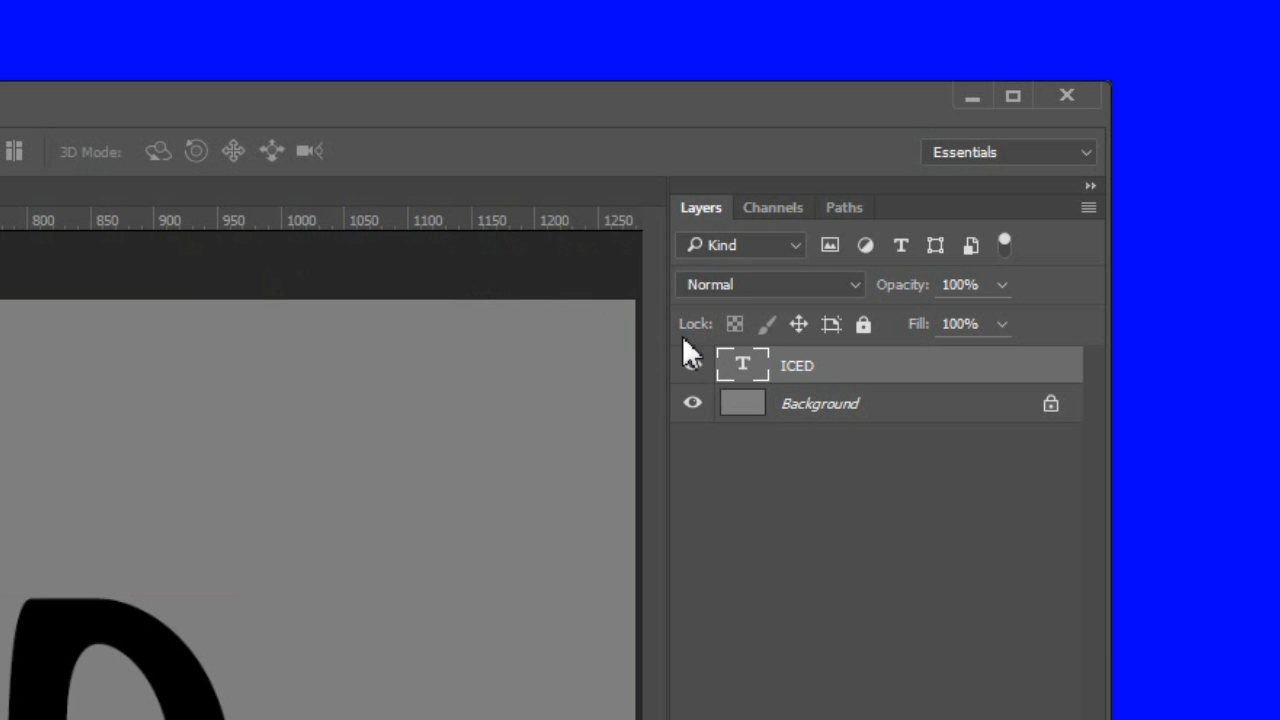 3D Mode:
Essentials
800 850 900 950 1000 1050 1100 1150 1200 1250
Layers Channels Paths
Kind T
Normal Opacity: 100%
Lock: Fill: 100%
T ICED
Background
D